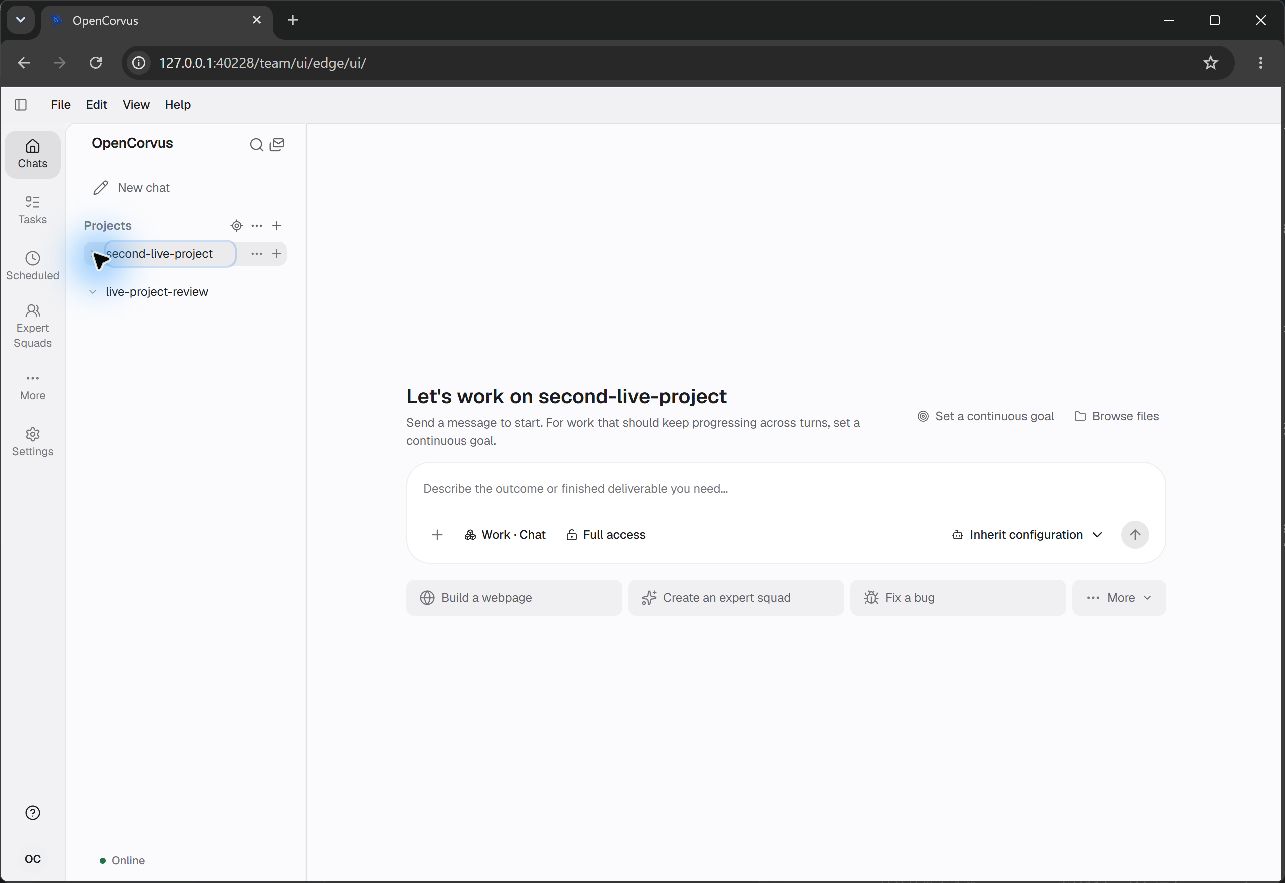 OpenCorvus
127.0.0.1:40228/team/ui/edge/ui/
File Edit View Help
Chats
Tasks
Scheduled
Expert
Squads
More
Settings
OC
OpenCorvus
New chat
Projects
second-live-project
live-project-review
Online
Let's work on second-live-project
Send a message to start. For work that should keep progressing across turns, set a
continuous goal.
Set a continuous goal
Browse files
Describe the outcome or finished deliverable you need...
Work · Chat
Full access
Inherit configuration
Build a webpage
Create an expert squad
Fix a bug
More